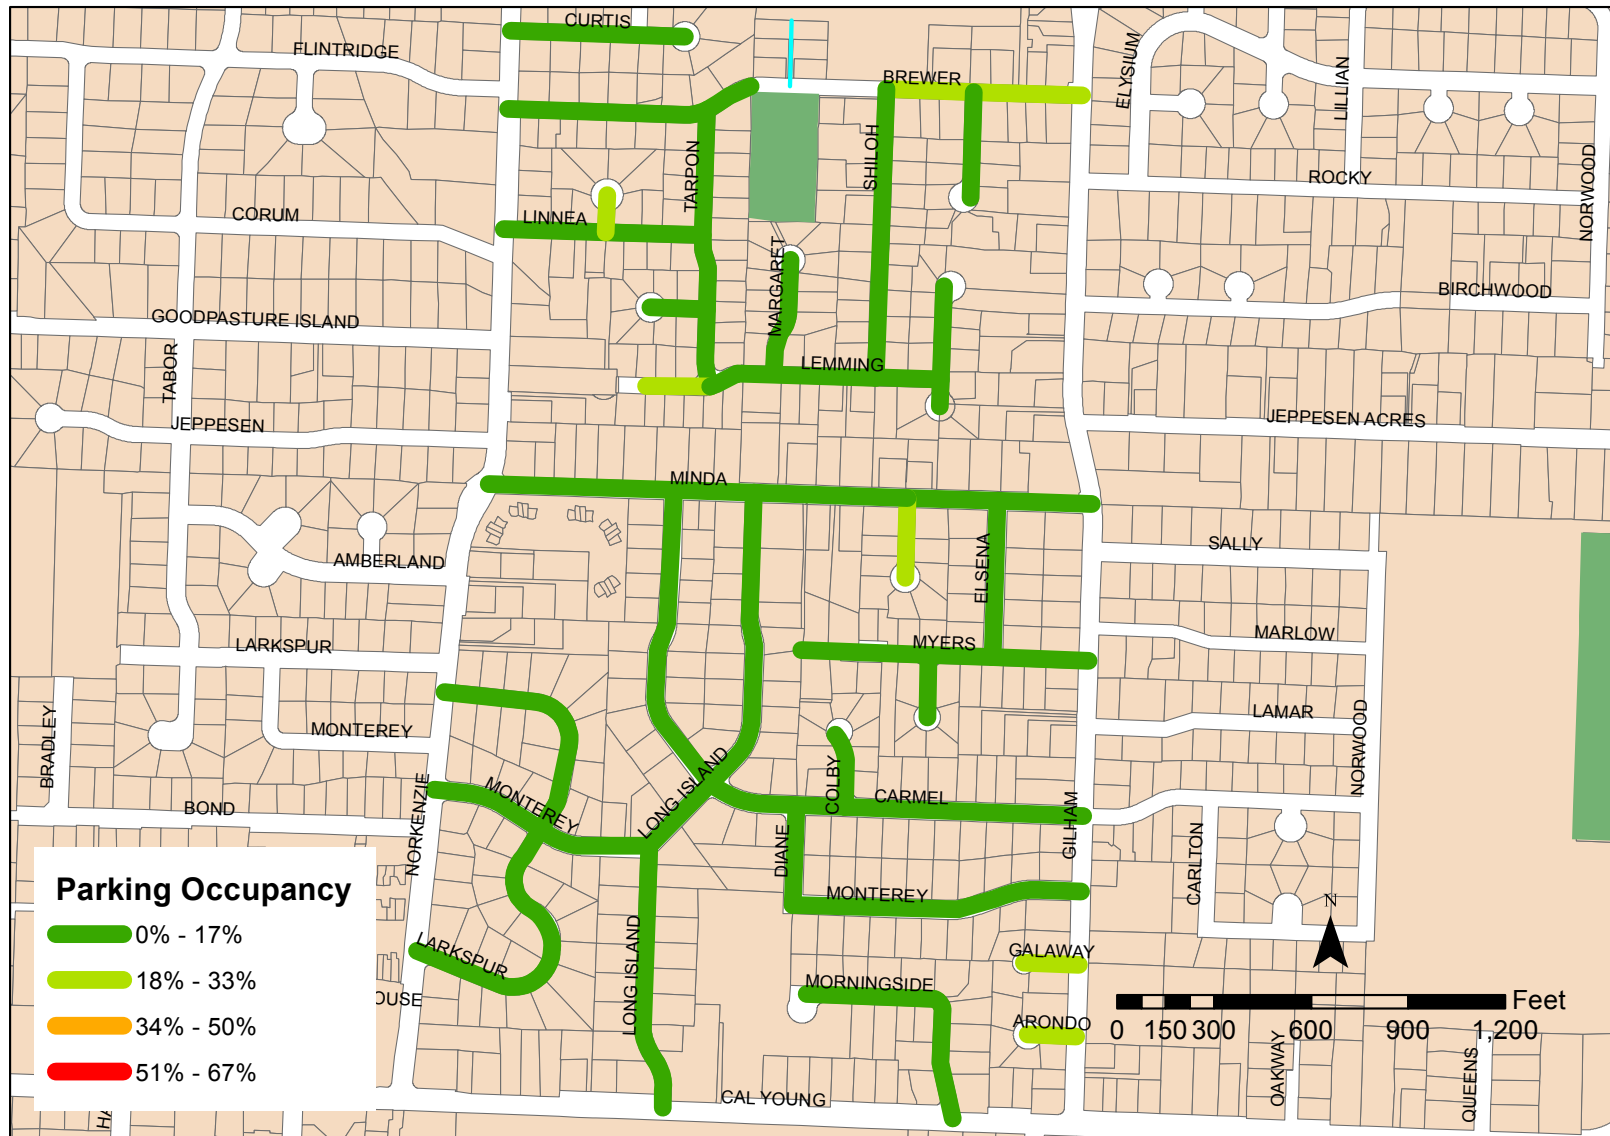 CURTIS
FLINTRIDGE
BREWER
ELYSIUM
LILLIAN
SHILOH
TARPON
NORWOOD
ROCKY
CORUM
LINNEA
MARGARET
BIRCHWOOD
GOODPASTURE ISLAND
LEMMING
TABOR
JEPPESEN
JEPPESEN ACRES
MINDA
SALLY
AMBERLAND
ELSENA
MARLOW
LARKSPUR
MYERS
LAMAR
BRADLEY
MONTEREY
NORWOOD
LONG ISLAND
COLBY
MONTEREY
CARMEL
BOND
NORKENZIE
GILHAM
DIANE
CARLTON
MONTEREY
LARKSPUR
LONG ISLAND
GALAWAY
MORNINGSIDE
OUSE
ARONDO
OAKWAY
QUEENS
CAL YOUNG
HA
Parking Occupancy
0% - 17%
18% - 33%
34% - 50%
51% - 67%
N
Feet
0 150 300 600 900 1,200